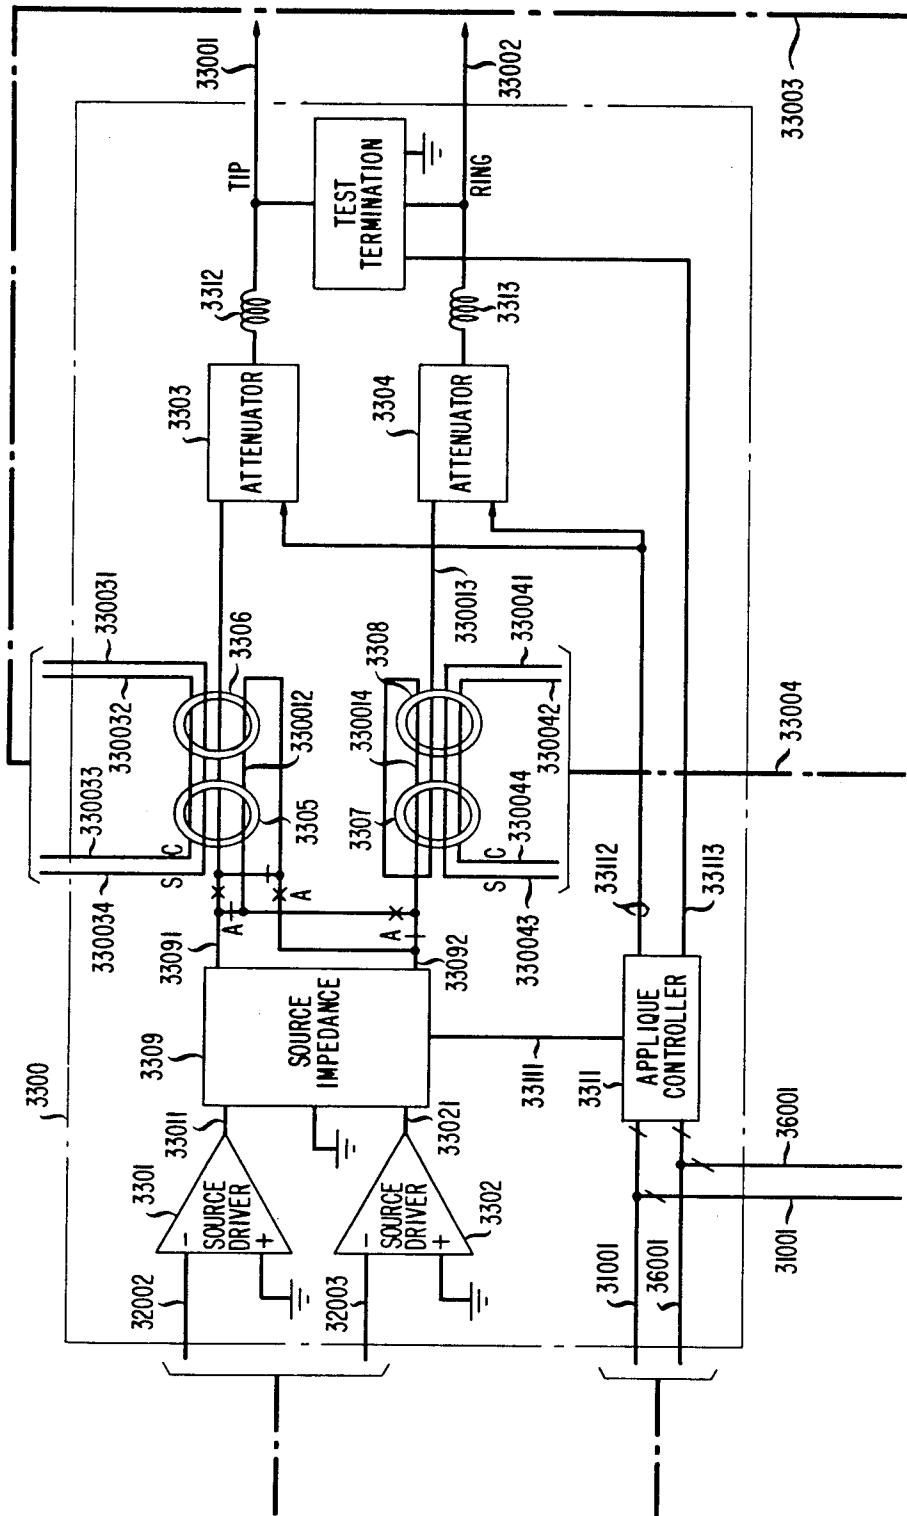 33003
33001
33002
TIP
RING
TEST
TERMINATION
3312
3313
3303
ATTENUATOR
3304
ATTENUATOR
330031
330032
330033
330034
S
C
3306
330012
3305
330013
3308
330014
3307
330041
330042
330044
330043
S
C
33004
A
A
A
33091
33092
3309
SOURCE
IMPEDANCE
33111
33112
33113
3311
APPLIQUE
CONTROLLER
3300
33011
33021
3301
SOURCE
DRIVER
-
+
3302
SOURCE
DRIVER
-
+
32002
32003
31001
36001
36001
31001